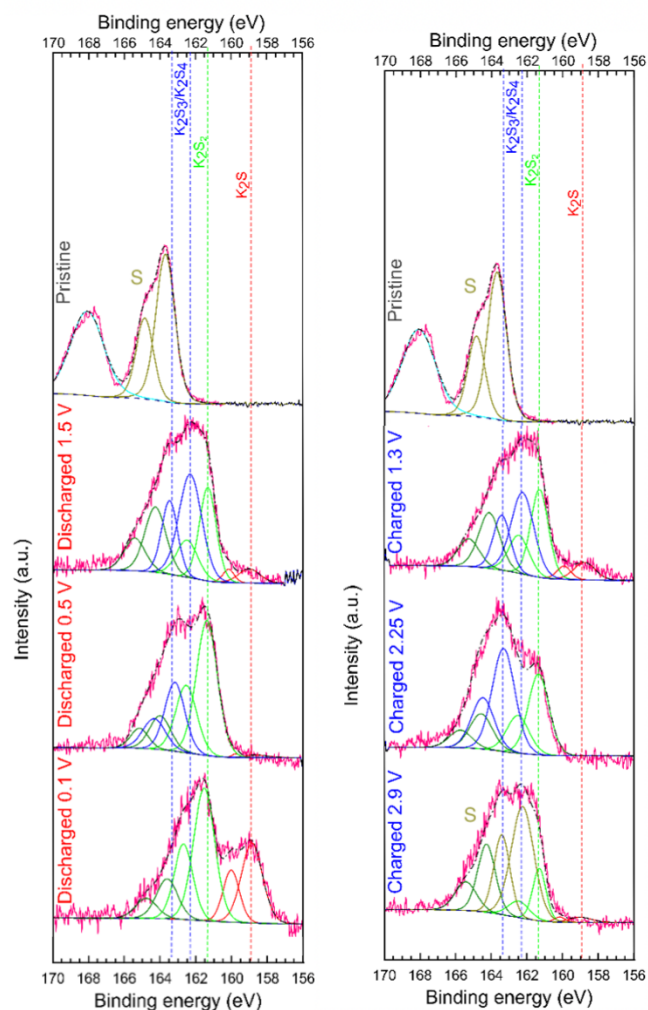 Binding energy (eV)
170 168 166 164 162 160 158 156
K₂S₃/K₂S₄
K₂S₂
K₂S
Pristine
S
Discharged 1.5 V
Discharged 0.5 V
Discharged 0.1 V
Intensity (a.u.)
170 168 166 164 162 160 158 156
Binding energy (eV)
Binding energy (eV)
170 168 166 164 162 160 158 156
K₂S₃/K₂S₄
K₂S₂
K₂S
Pristine
S
Charged 1.3 V
Charged 2.25 V
Charged 2.9 V
S
Intensity (a.u.)
170 168 166 164 162 160 158 156
Binding energy (eV)